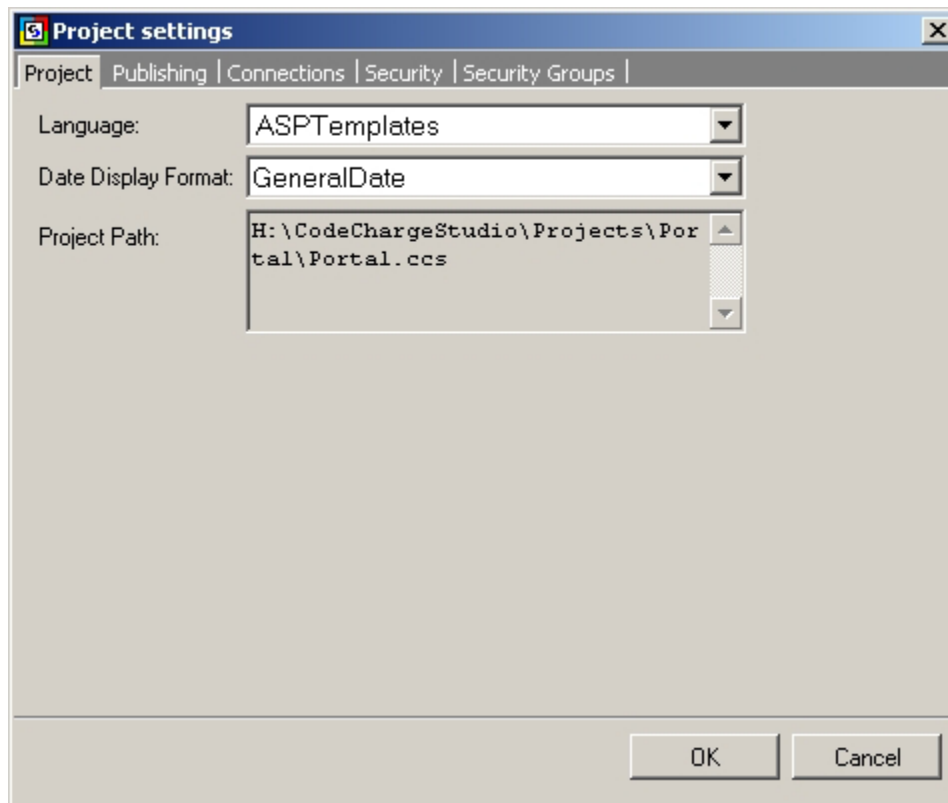 Project settings
Project Publishing Connections Security Security Groups
Language: ASPTemplates
Date Display Format: GeneralDate
Project Path: H:\CodeChargeStudio\Projects\Por
tal\Portal.ccs
OK Cancel